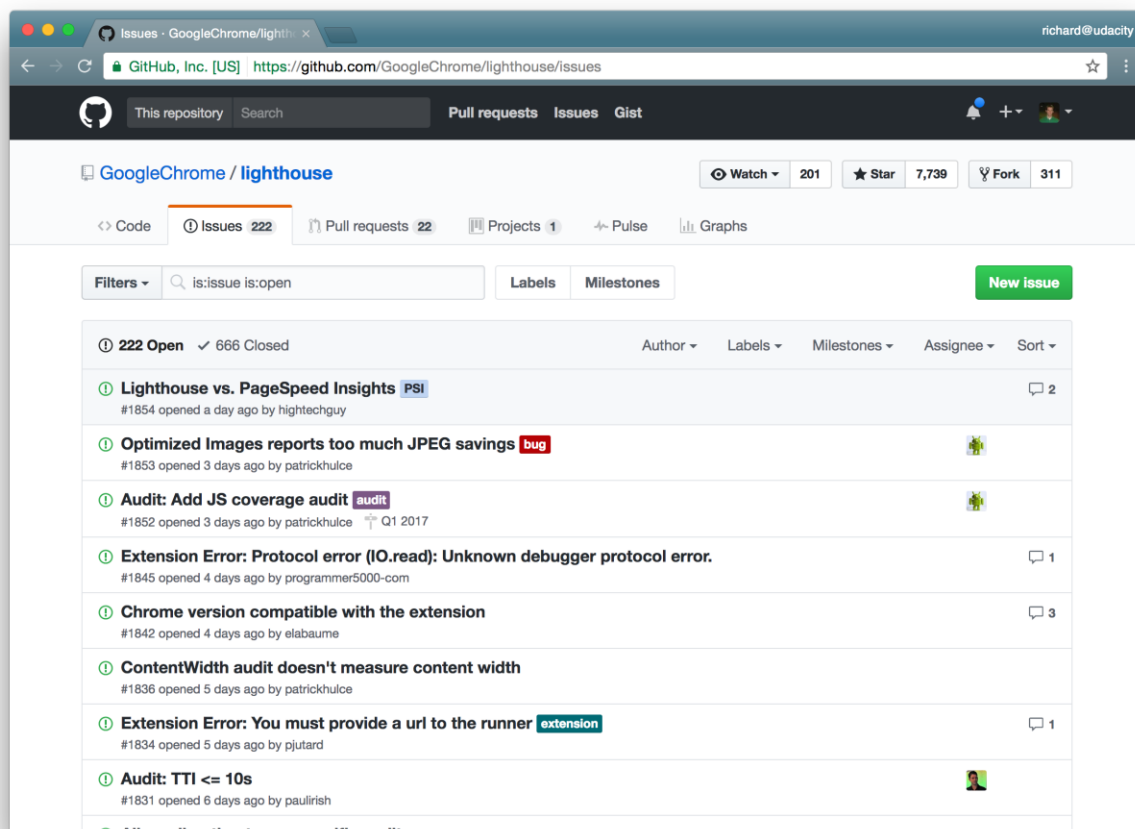 Issues · GoogleChrome/lighth
richard@udacity
GitHub, Inc. [US] https://github.com/GoogleChrome/lighthouse/issues
This repository Search Pull requests Issues Gist
GoogleChrome / lighthouse
Watch 201 Star 7,739 Fork 311
Code Issues 222 Pull requests 22 Projects 1 Pulse Graphs
Filters is:issue is:open Labels Milestones New issue
222 Open 666 Closed Author Labels Milestones Assignee Sort
Lighthouse vs. PageSpeed Insights PSI 2
#1854 opened a day ago by hightechguy
Optimized Images reports too much JPEG savings bug
#1853 opened 3 days ago by patrickhulce
Audit: Add JS coverage audit audit
#1852 opened 3 days ago by patrickhulce Q1 2017
Extension Error: Protocol error (IO.read): Unknown debugger protocol error. 1
#1845 opened 4 days ago by programmer5000-com
Chrome version compatible with the extension 3
#1842 opened 4 days ago by elabaume
ContentWidth audit doesn't measure content width
#1836 opened 5 days ago by patrickhulce
Extension Error: You must provide a url to the runner extension 1
#1834 opened 5 days ago by pjutard
Audit: TTI <= 10s
#1831 opened 6 days ago by paulirish